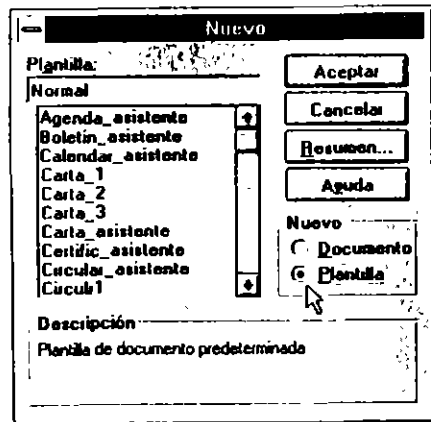 Nuevo
Plantilla:
Normal
Agenda_asistente
Boletin_asistente
Calendar_asistente
Carta_1
Carta_2
Carta_3
Carta_asistente
Certific_asistente
Circular_asistente
Circulr1
Aceptar
Cancelar
Resumen...
Ayuda
Nuevo
Documento
Plantilla
Descripción
Plantilla de documento predeterminada